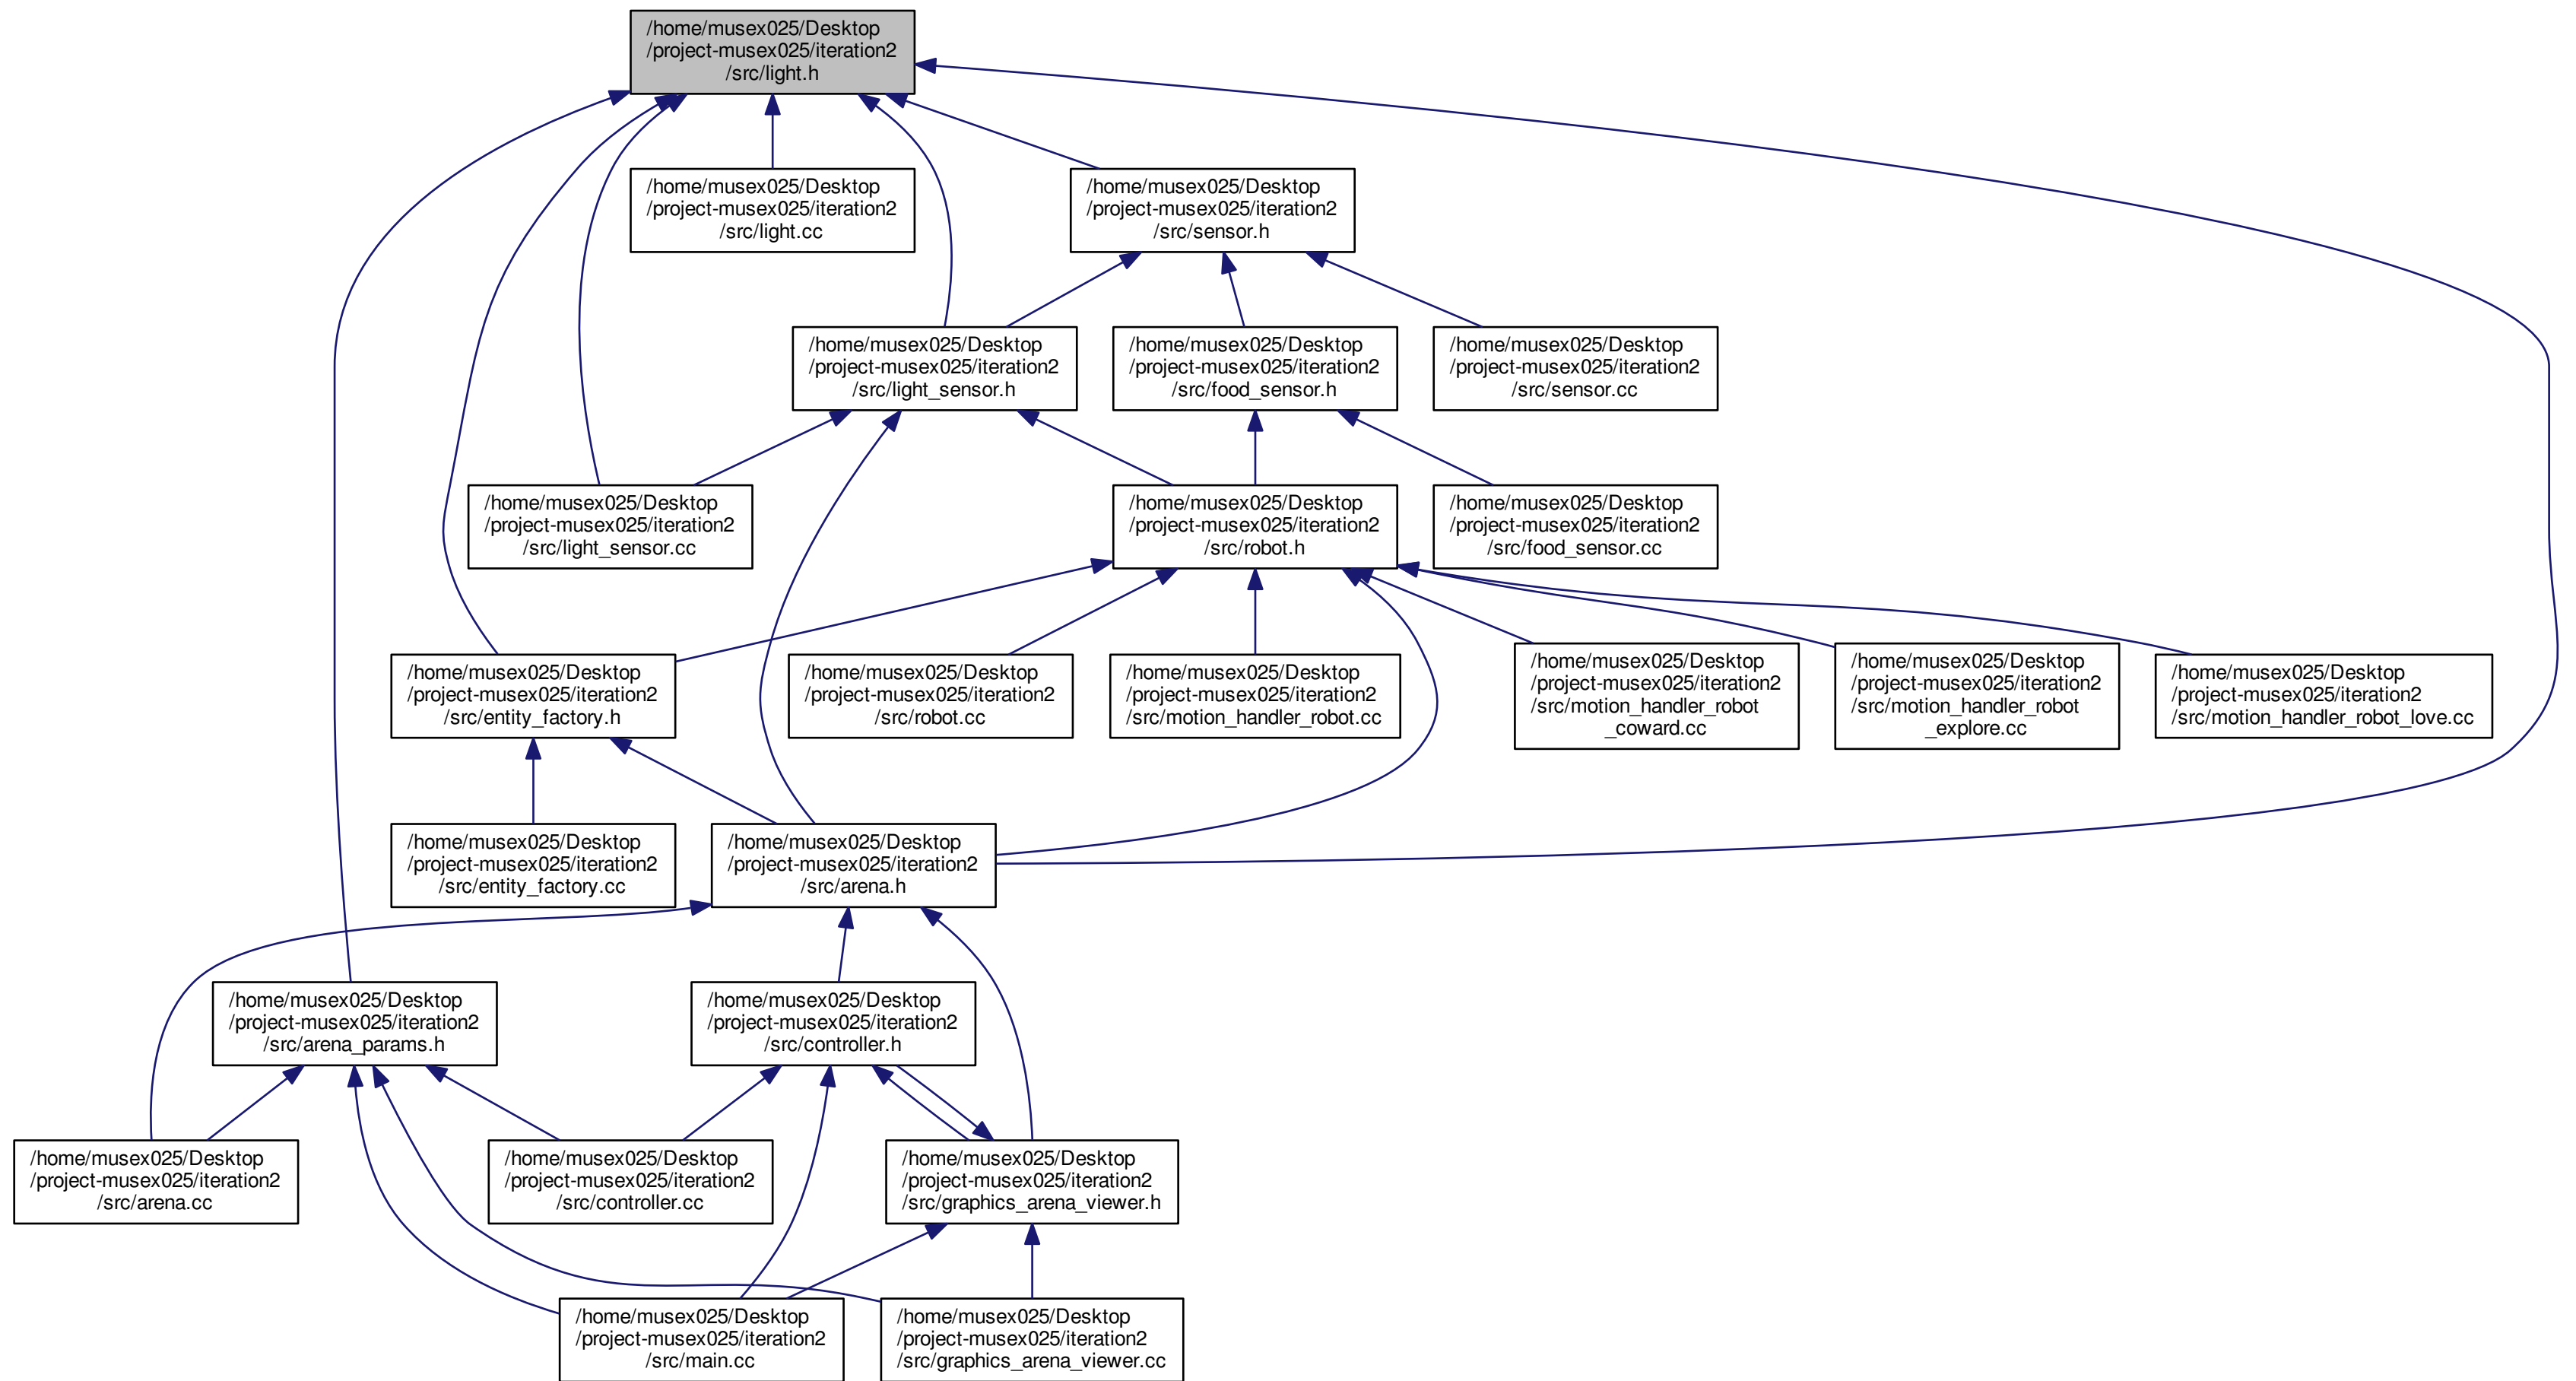 /home/musex025/Desktop
/project-musex025/iteration2
/src/light.h
/home/musex025/Desktop
/project-musex025/iteration2
/src/light.cc
/home/musex025/Desktop
/project-musex025/iteration2
/src/sensor.h
/home/musex025/Desktop
/project-musex025/iteration2
/src/light_sensor.h
/home/musex025/Desktop
/project-musex025/iteration2
/src/food_sensor.h
/home/musex025/Desktop
/project-musex025/iteration2
/src/sensor.cc
/home/musex025/Desktop
/project-musex025/iteration2
/src/light_sensor.cc
/home/musex025/Desktop
/project-musex025/iteration2
/src/robot.h
/home/musex025/Desktop
/project-musex025/iteration2
/src/food_sensor.cc
/home/musex025/Desktop
/project-musex025/iteration2
/src/entity_factory.h
/home/musex025/Desktop
/project-musex025/iteration2
/src/robot.cc
/home/musex025/Desktop
/project-musex025/iteration2
/src/motion_handler_robot.cc
/home/musex025/Desktop
/project-musex025/iteration2
/src/motion_handler_robot
_coward.cc
/home/musex025/Desktop
/project-musex025/iteration2
/src/motion_handler_robot
_explore.cc
/home/musex025/Desktop
/project-musex025/iteration2
/src/motion_handler_robot_love.cc
/home/musex025/Desktop
/project-musex025/iteration2
/src/entity_factory.cc
/home/musex025/Desktop
/project-musex025/iteration2
/src/arena.h
/home/musex025/Desktop
/project-musex025/iteration2
/src/arena_params.h
/home/musex025/Desktop
/project-musex025/iteration2
/src/controller.h
/home/musex025/Desktop
/project-musex025/iteration2
/src/arena.cc
/home/musex025/Desktop
/project-musex025/iteration2
/src/controller.cc
/home/musex025/Desktop
/project-musex025/iteration2
/src/graphics_arena_viewer.h
/home/musex025/Desktop
/project-musex025/iteration2
/src/main.cc
/home/musex025/Desktop
/project-musex025/iteration2
/src/graphics_arena_viewer.cc